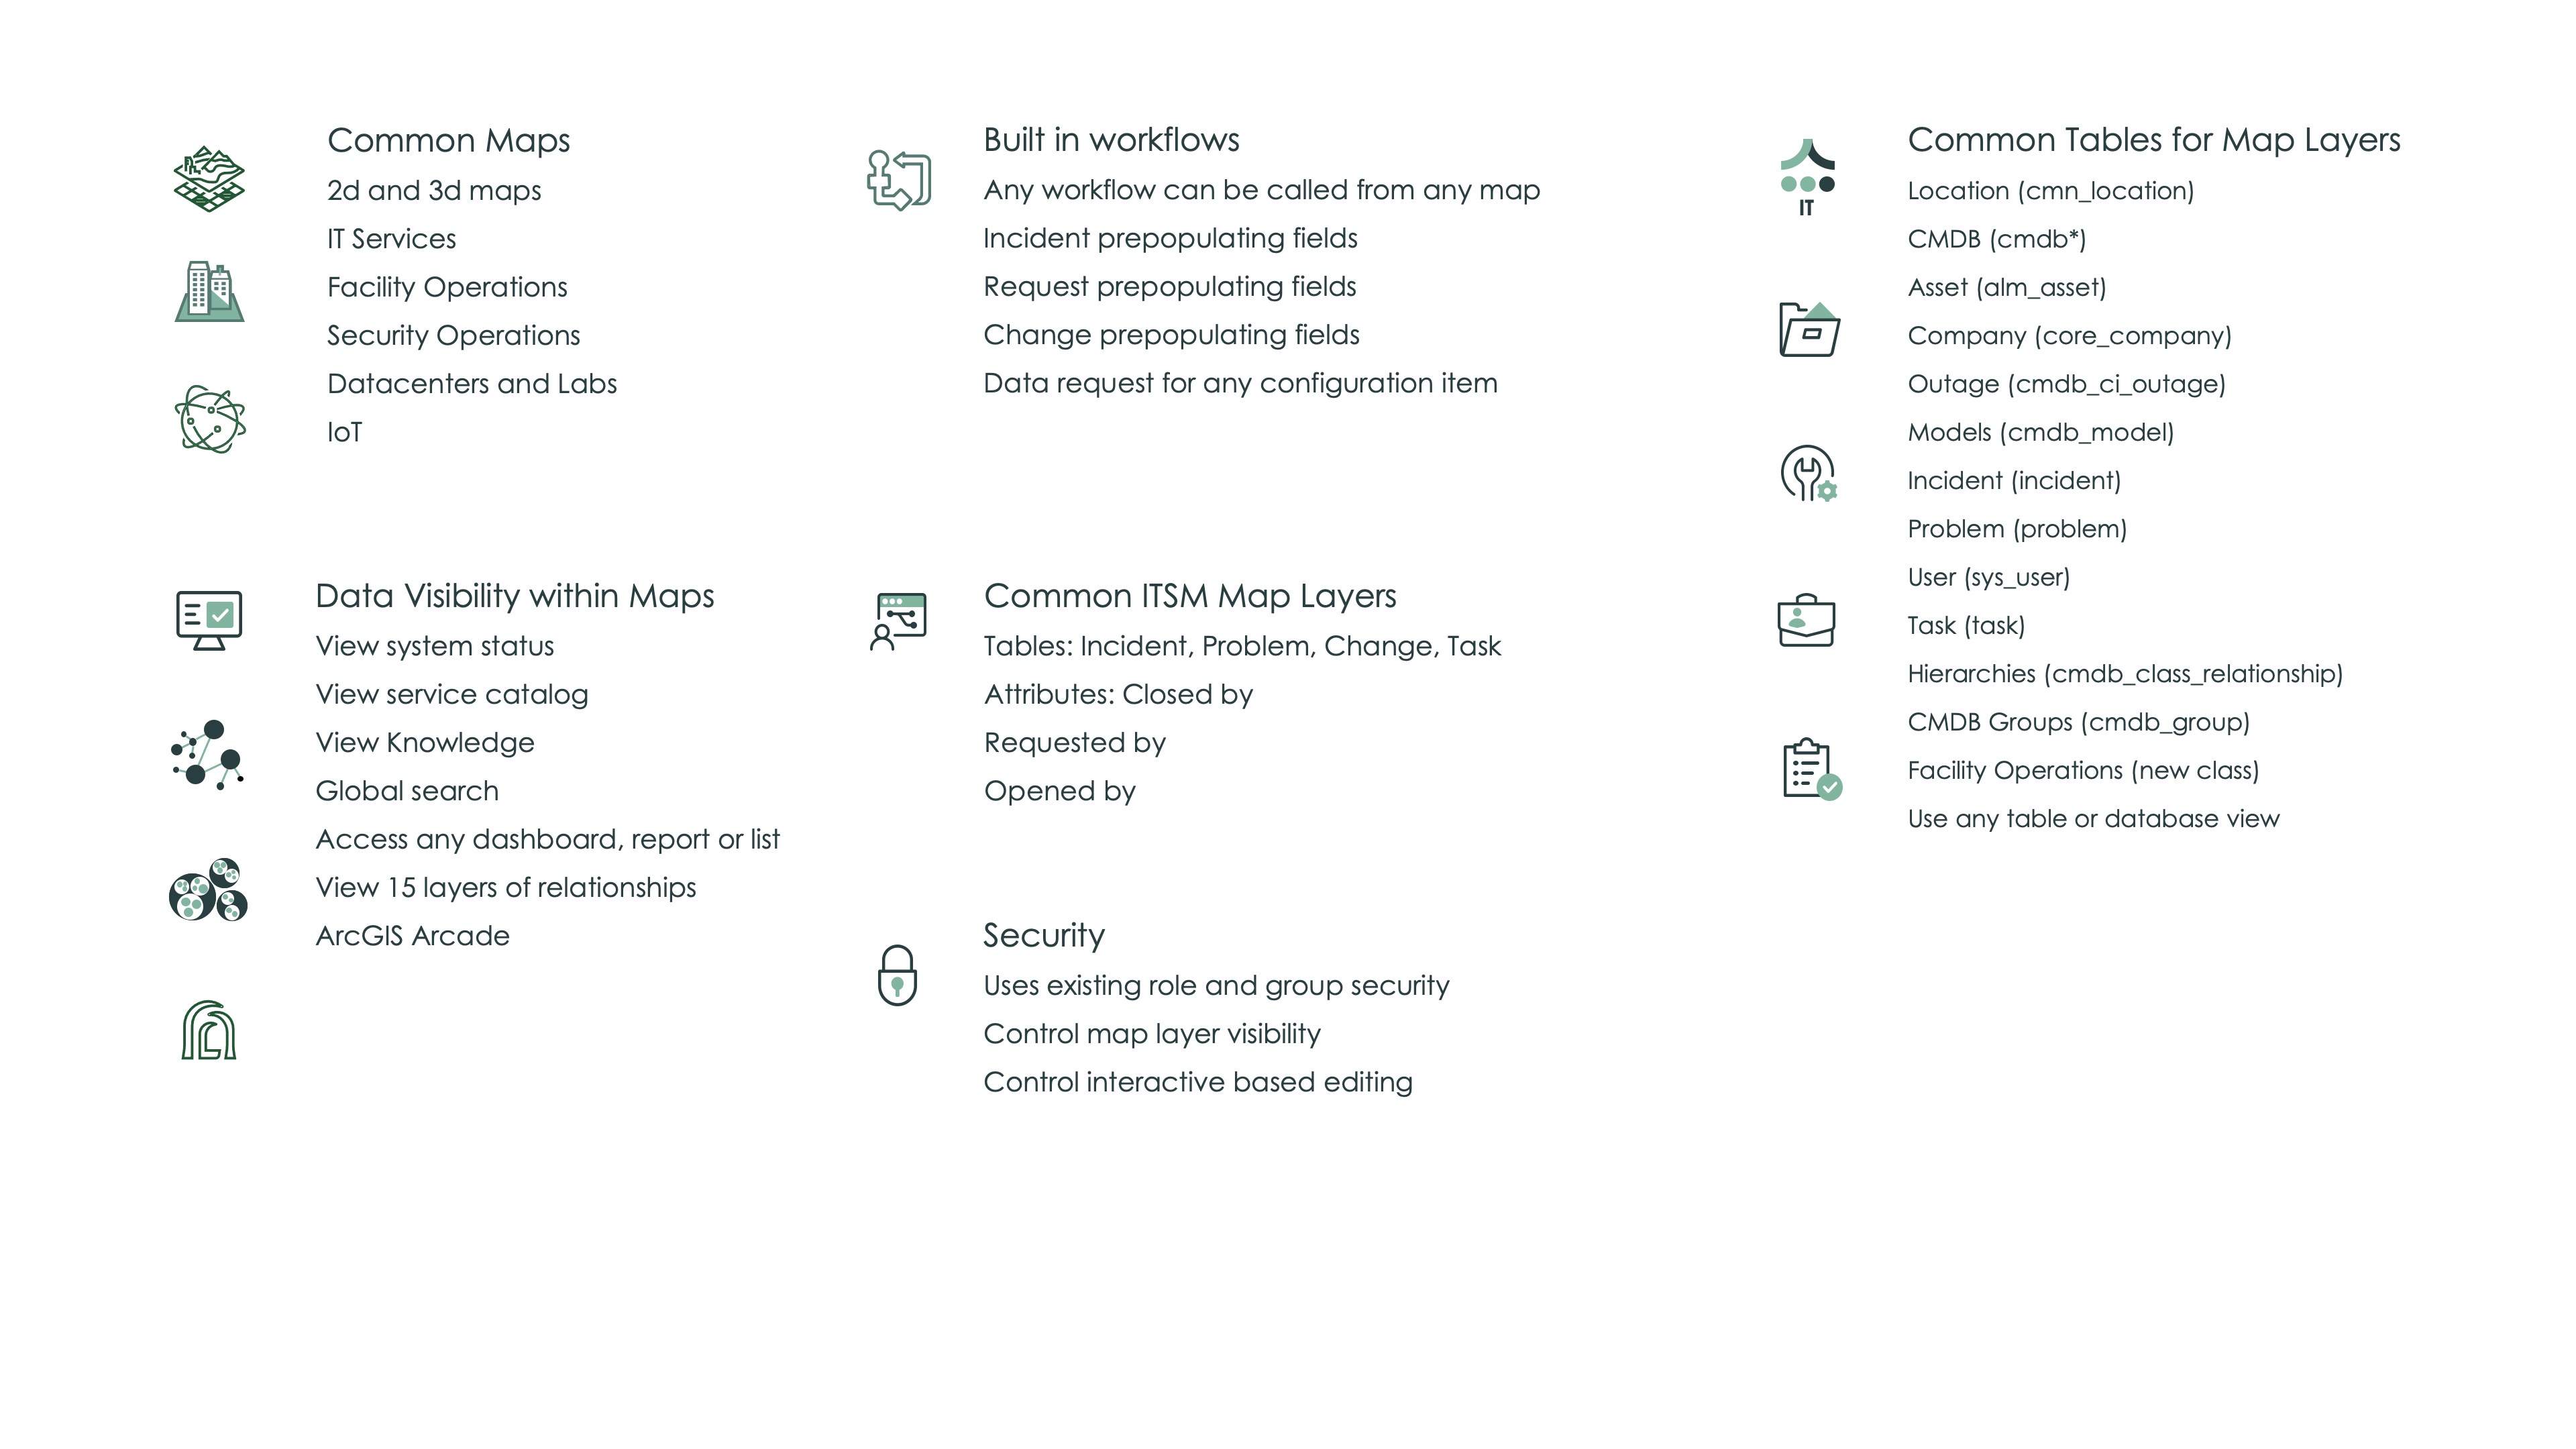 Common Maps
2d and 3d maps
IT Services
Facility Operations
Security Operations
Datacenters and Labs
IoT
Data Visibility within Maps
View system status
View service catalog
View Knowledge
Global search
Access any dashboard, report or list
View 15 layers of relationships
ArcGIS Arcade
Built in workflows
Any workflow can be called from any map
Incident prepopulating fields
Request prepopulating fields
Change prepopulating fields
Data request for any configuration item
Common ITSM Map Layers
Tables: Incident, Problem, Change, Task
Attributes: Closed by
Requested by
Opened by
Security
Uses existing role and group security
Control map layer visibility
Control interactive based editing
IT
Common Tables for Map Layers
Location (cmn_location)
CMDB (cmdb*)
Asset (alm_asset)
Company (core_company)
Outage (cmdb_ci_outage)
Models (cmdb_model)
Incident (incident)
Problem (problem)
User (sys_user)
Task (task)
Hierarchies (cmdb_class_relationship)
CMDB Groups (cmdb_group)
Facility Operations (new class)
Use any table or database view